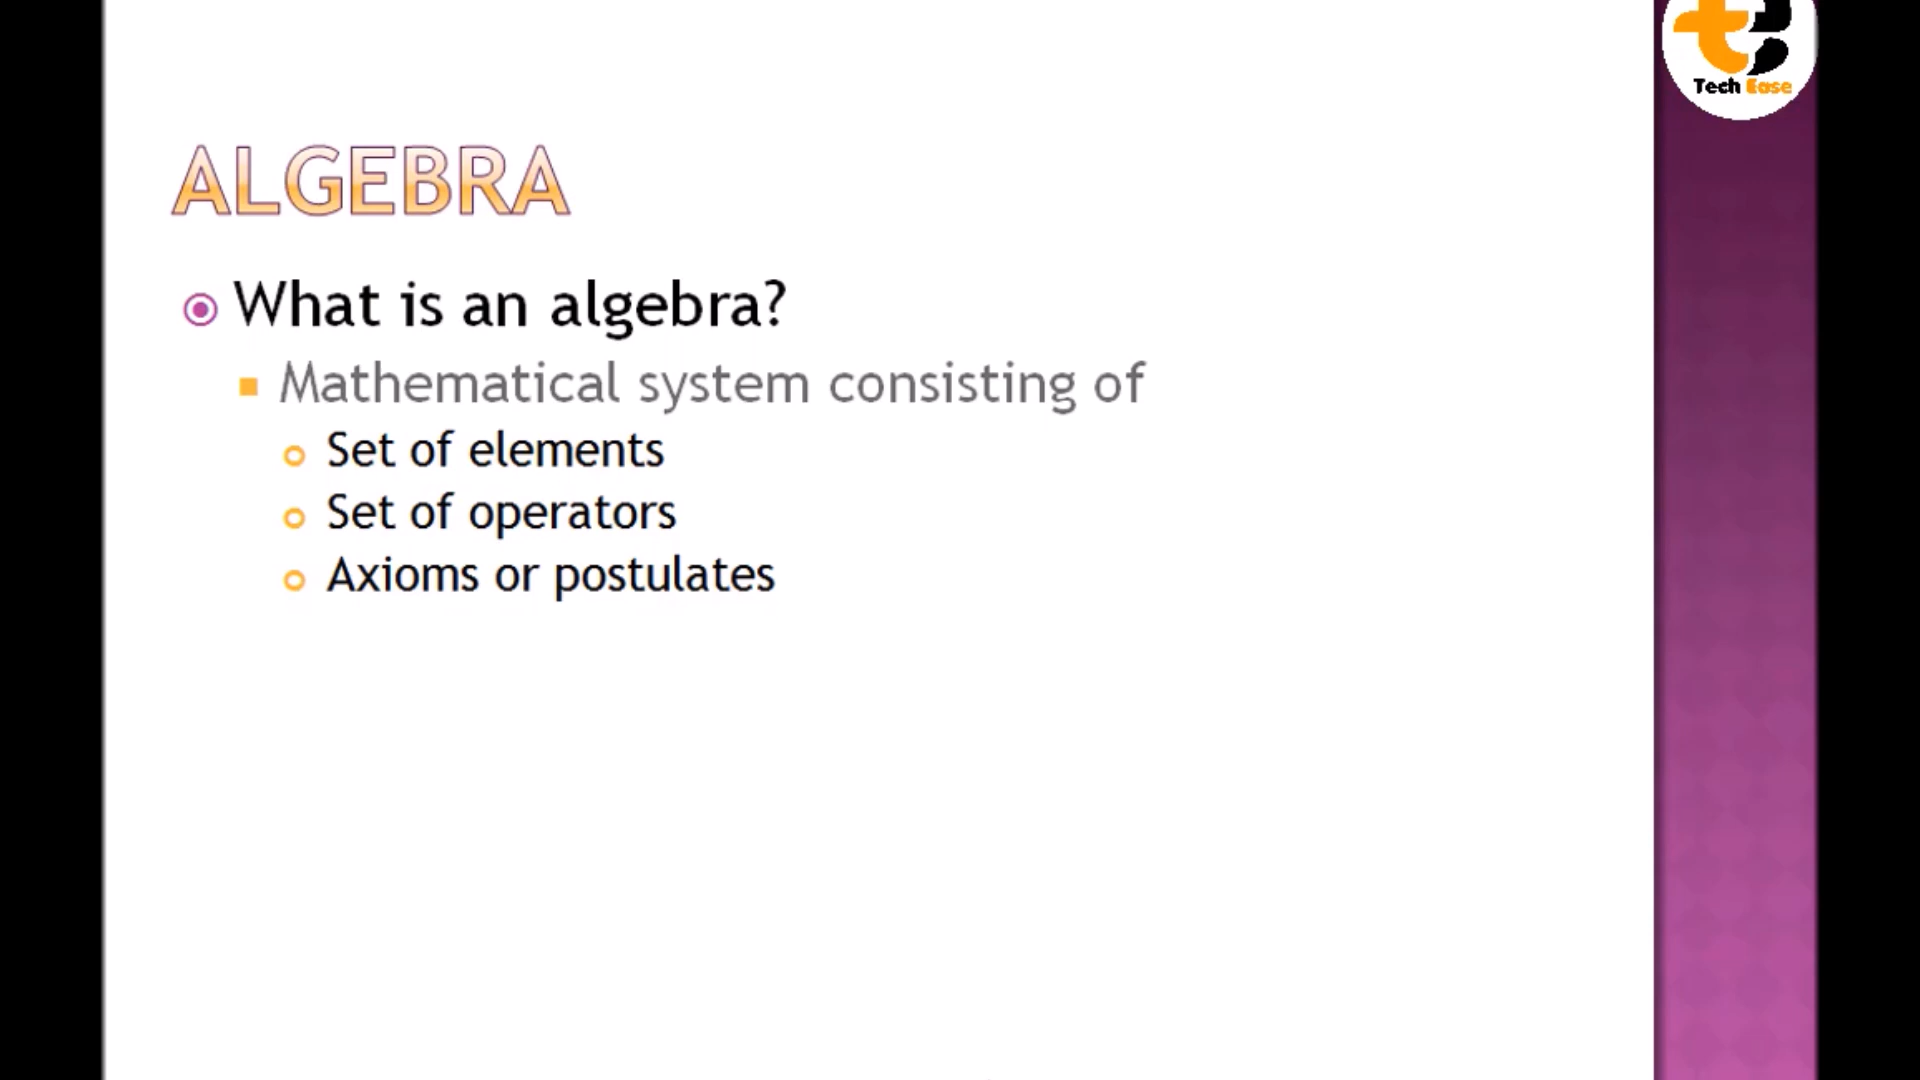 Tech Ease
ALGEBRA
What is an algebra?
Mathematical system consisting of
Set of elements
Set of operators
Axioms or postulates